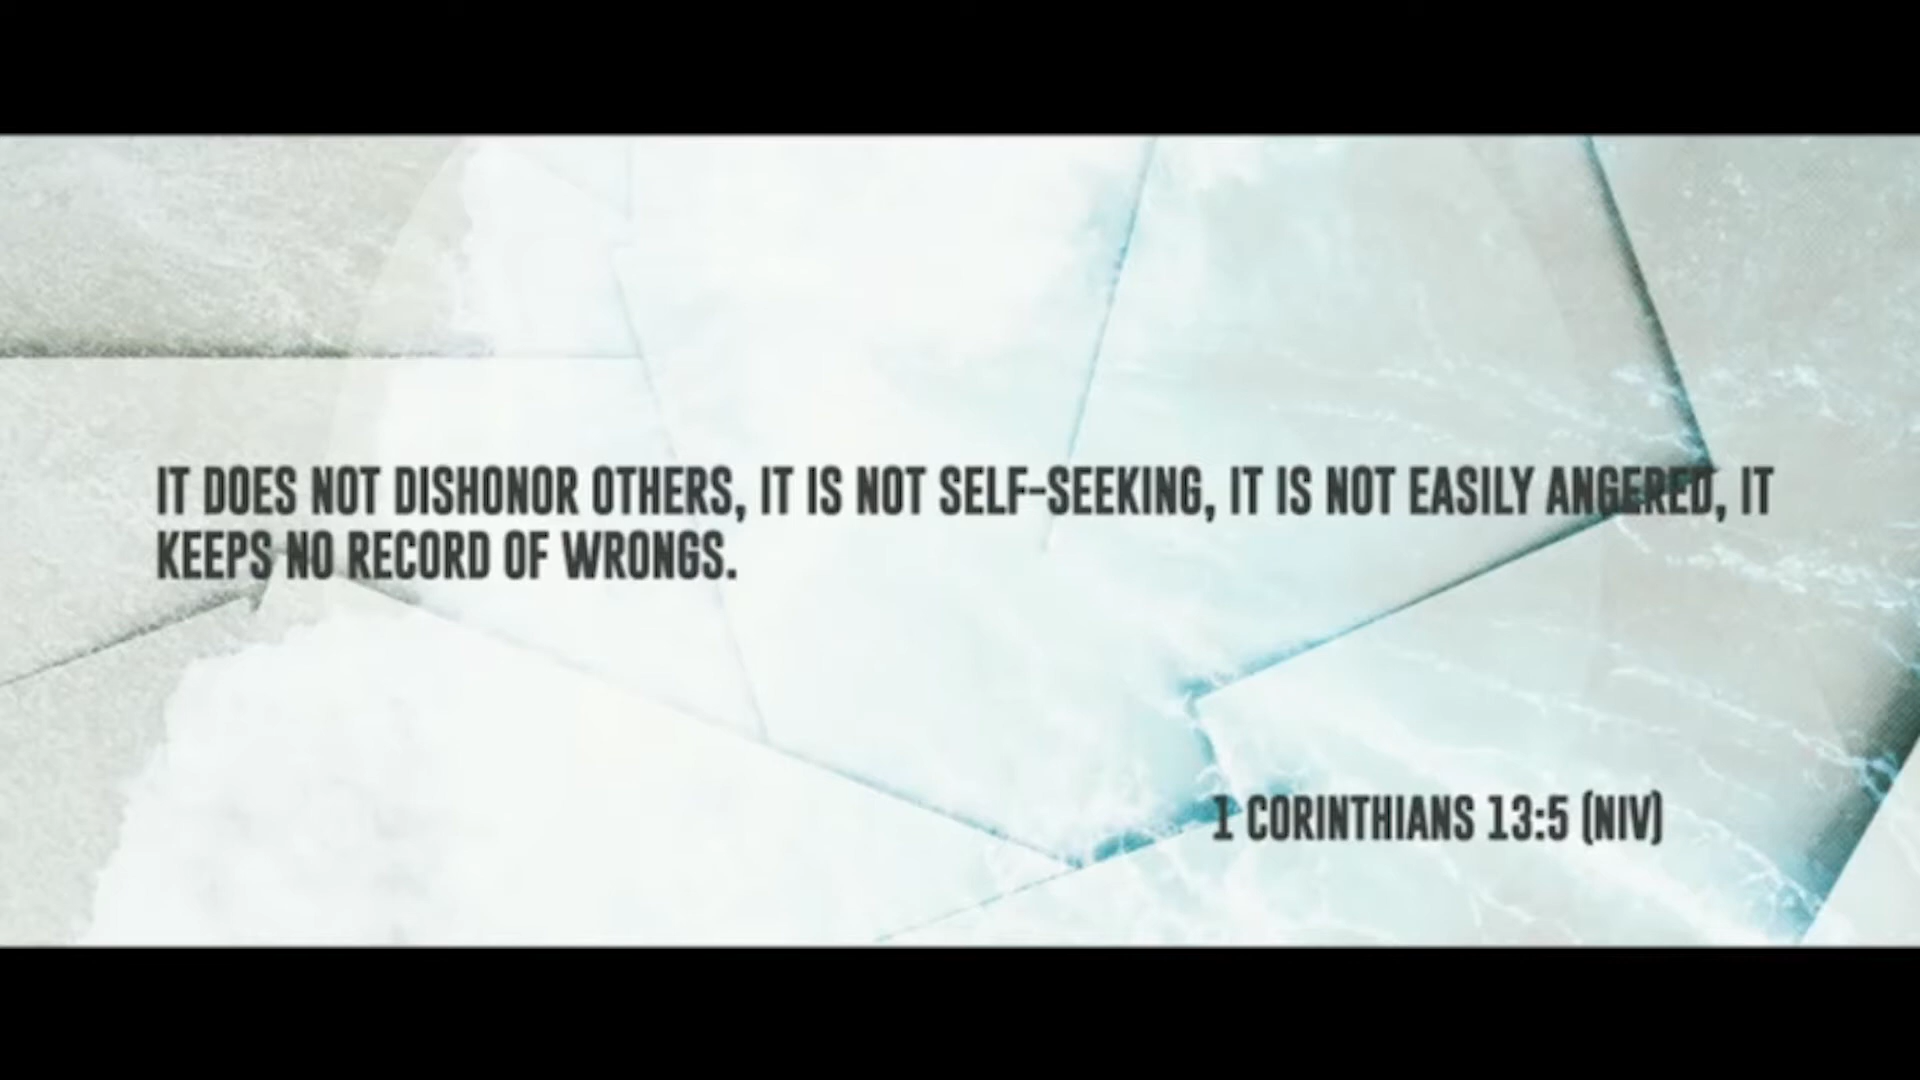 IT DOES NOT DISHONOR OTHERS, IT IS NOT SELF-SEEKING, IT IS NOT EASILY ANGERED, IT
KEEPS NO RECORD OF WRONGS.
1 CORINTHIANS 13:5 (NIV)